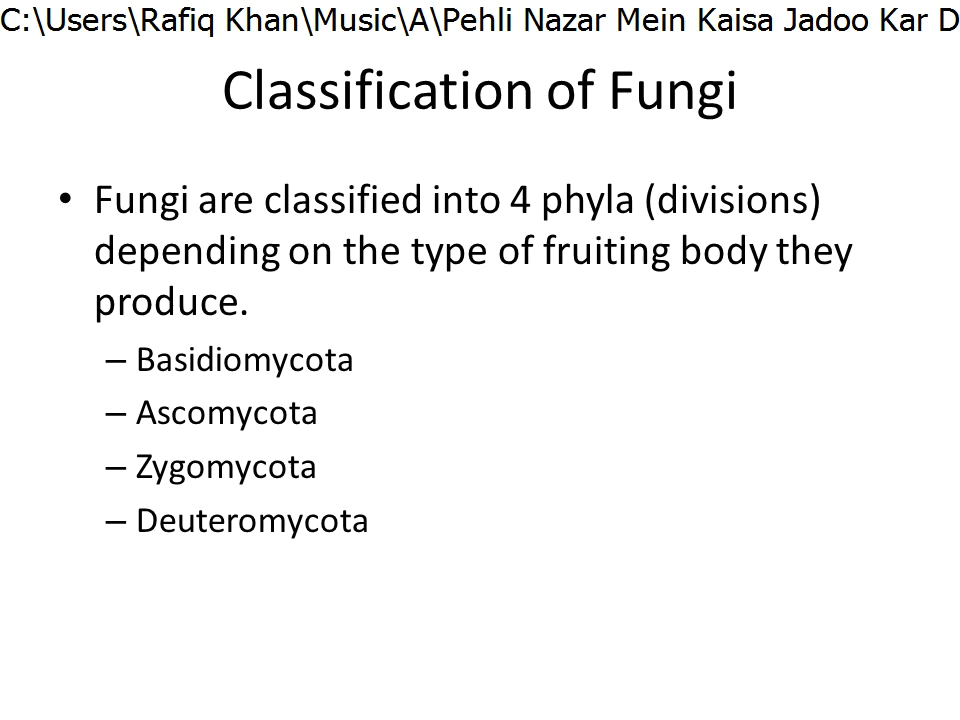 C:\Users\Rafiq Khan\Music\A\Pehli Nazar Mein Kaisa Jadoo Kar D
Classification of Fungi
• Fungi are classified into 4 phyla (divisions)
depending on the type of fruiting body they
produce.
– Basidiomycota
– Ascomycota
– Zygomycota
– Deuteromycota